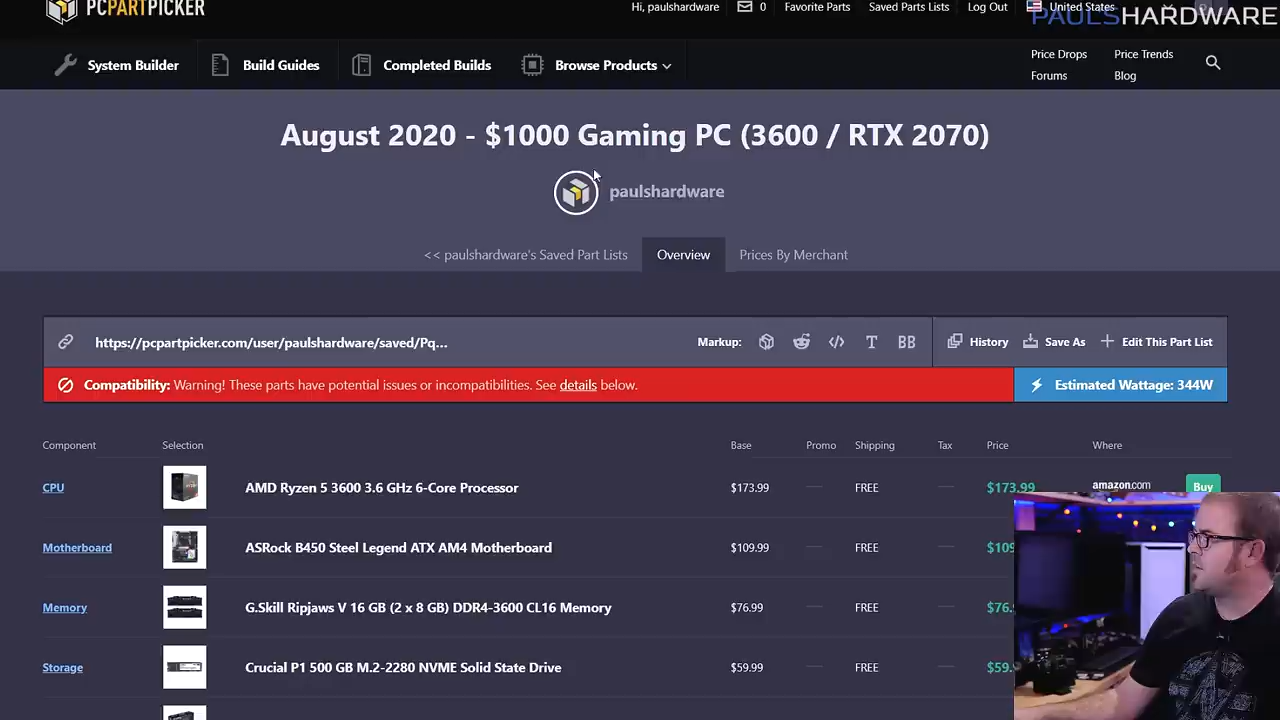 PCPARTPICKER
Hi, paulshardware
0
Favorite Parts
Saved Parts Lists
Log Out
United States
PAULSHARDWARE
System Builder
Build Guides
Completed Builds
Browse Products
Price Drops
Price Trends
Forums
Blog
August 2020 - $1000 Gaming PC (3600 / RTX 2070)
paulshardware
<< paulshardware's Saved Part Lists
Overview
Prices By Merchant
https://pcpartpicker.com/user/paulshardware/saved/Pq...
Markup:
T
BB
History
Save As
Edit This Part List
Compatibility: Warning! These parts have potential issues or incompatibilities. See details below.
Estimated Wattage: 344W
Component Selection Base Promo Shipping Tax Price Where
CPU AMD Ryzen 5 3600 3.6 GHz 6-Core Processor $173.99 FREE $173.99 amazon.com Buy
Motherboard ASRock B450 Steel Legend ATX AM4 Motherboard $109.99 FREE $109
Memory G.Skill Ripjaws V 16 GB (2 x 8 GB) DDR4-3600 CL16 Memory $76.99 FREE $76.
Storage Crucial P1 500 GB M.2-2280 NVME Solid State Drive $59.99 FREE $59.